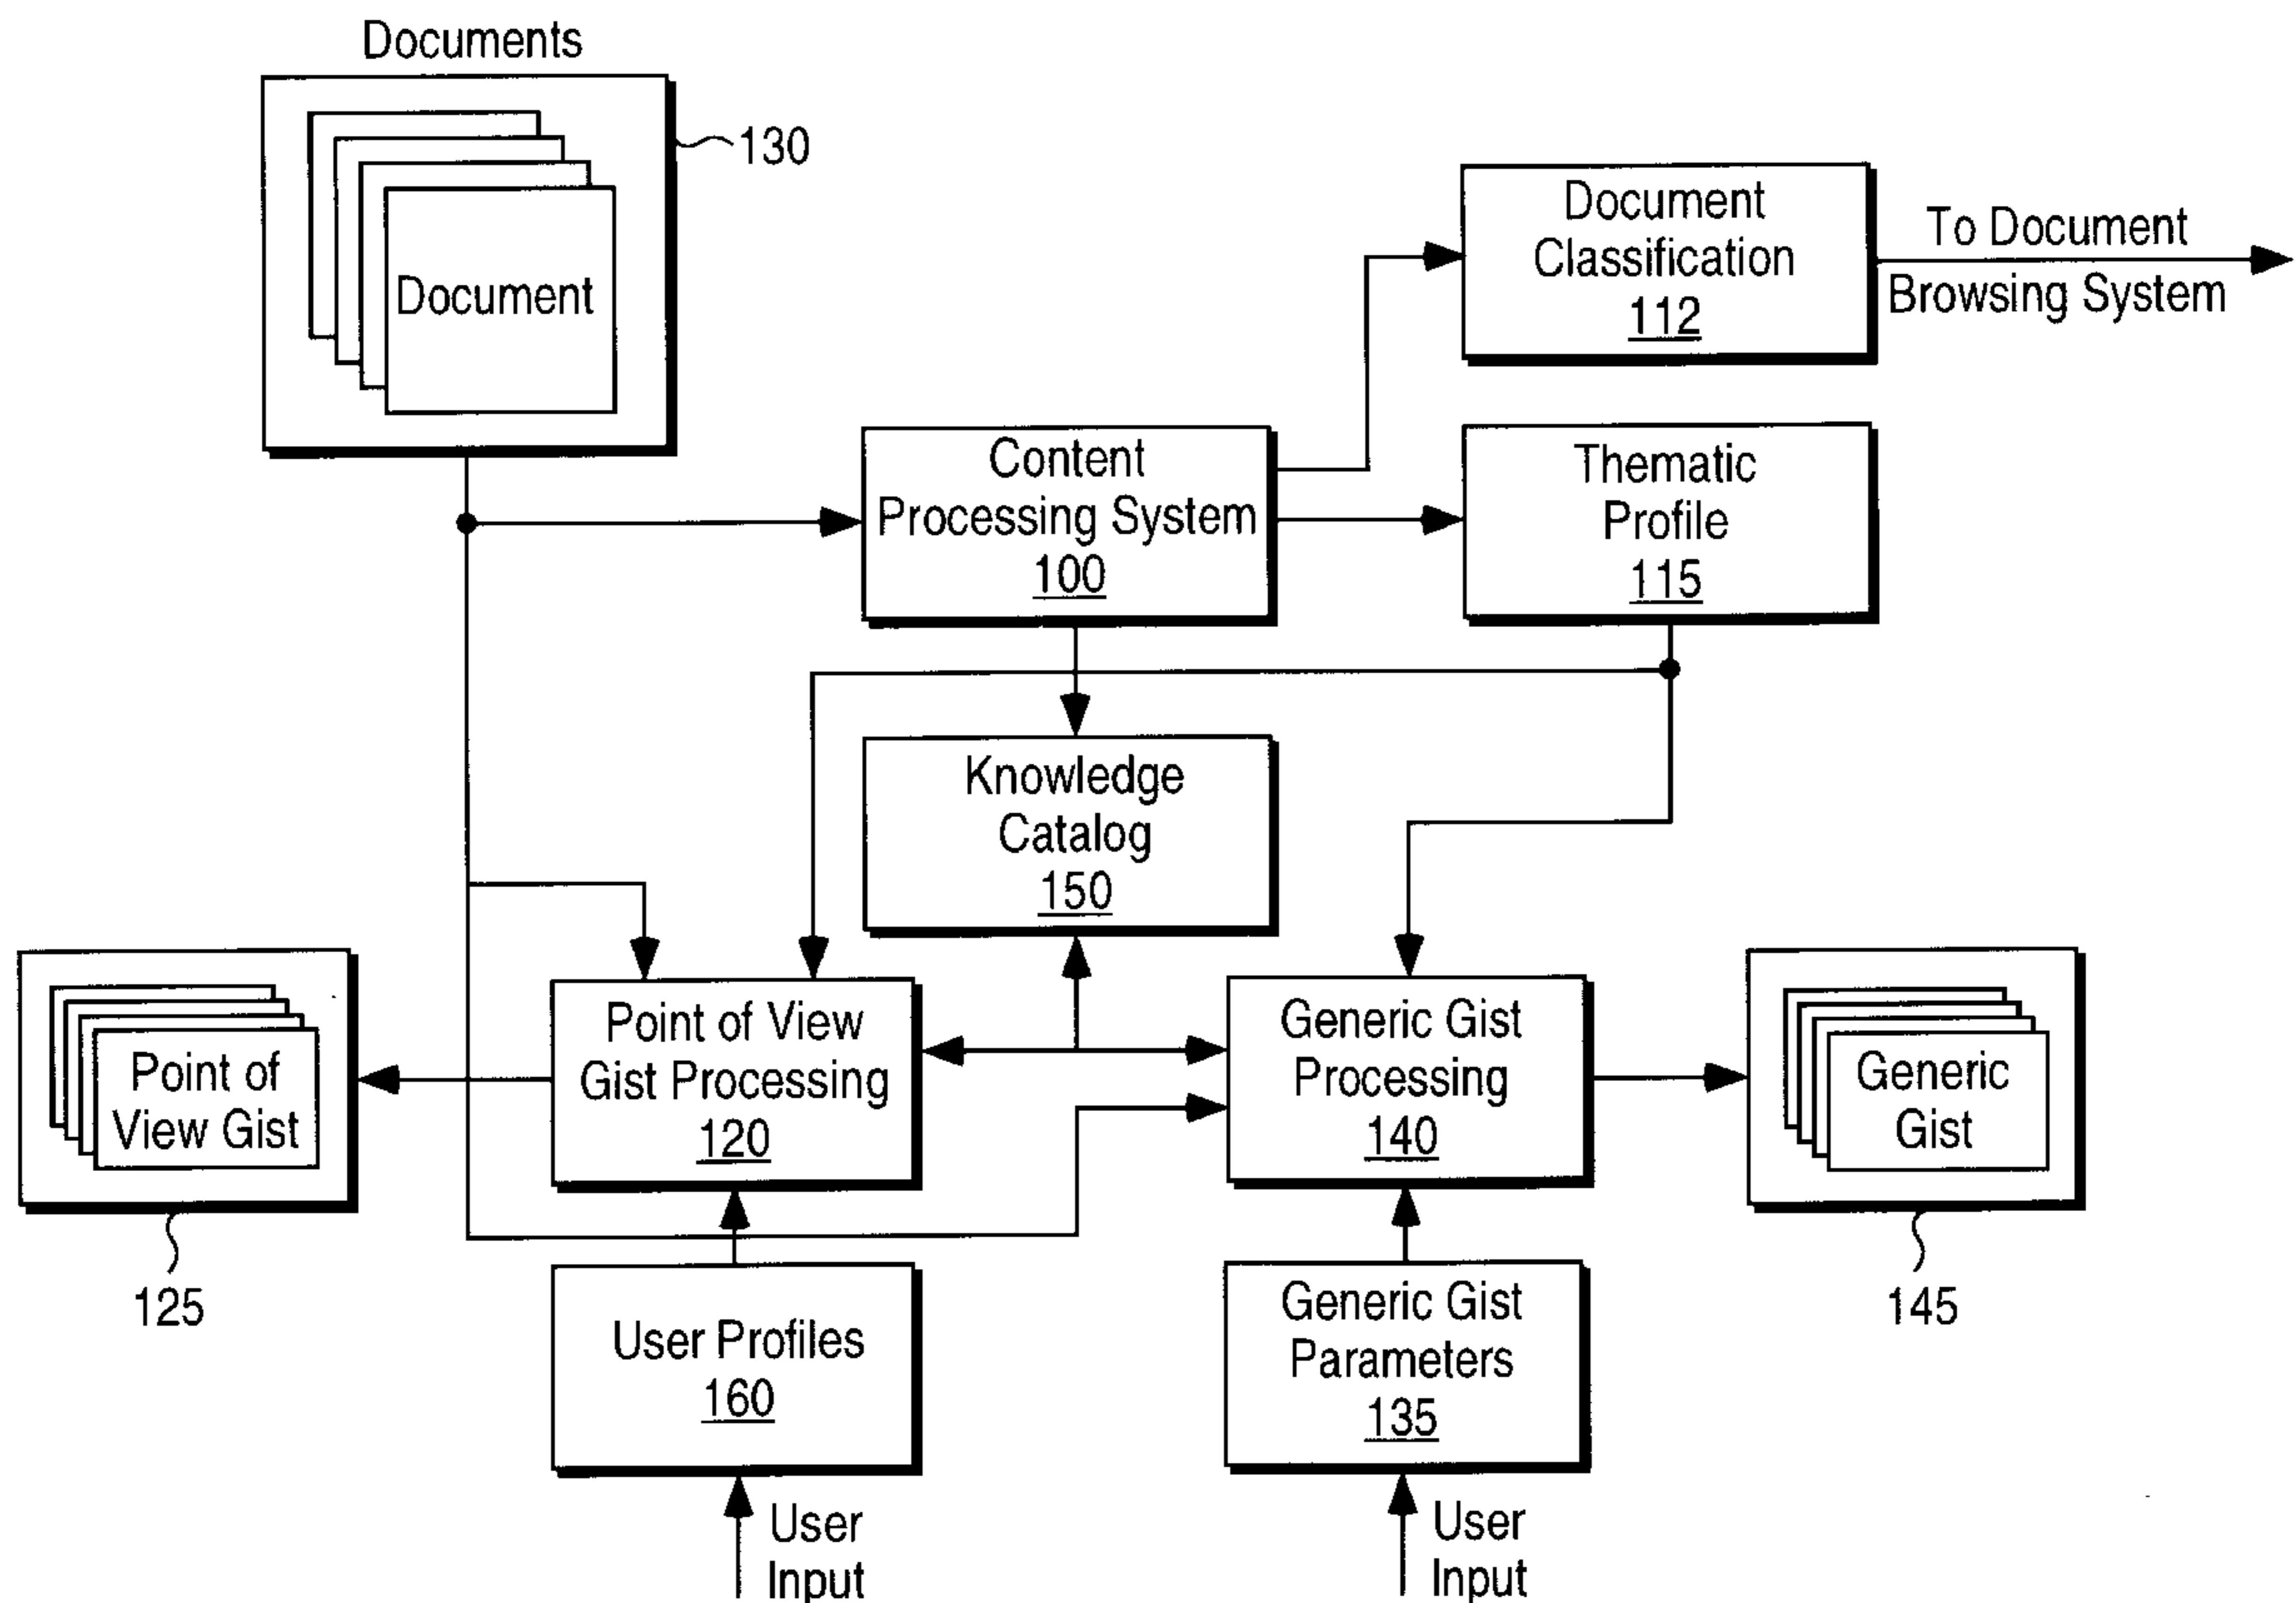 Documents
130
Document
Document
Classification
112
To Document
Browsing System
Content
Processing System
100
Thematic
Profile
115
Knowledge
Catalog
150
Point of
View Gist
125
Point of View
Gist Processing
120
Generic Gist
Processing
140
Generic
Gist
145
User Profiles
160
Generic Gist
Parameters
135
User
Input
User
Input